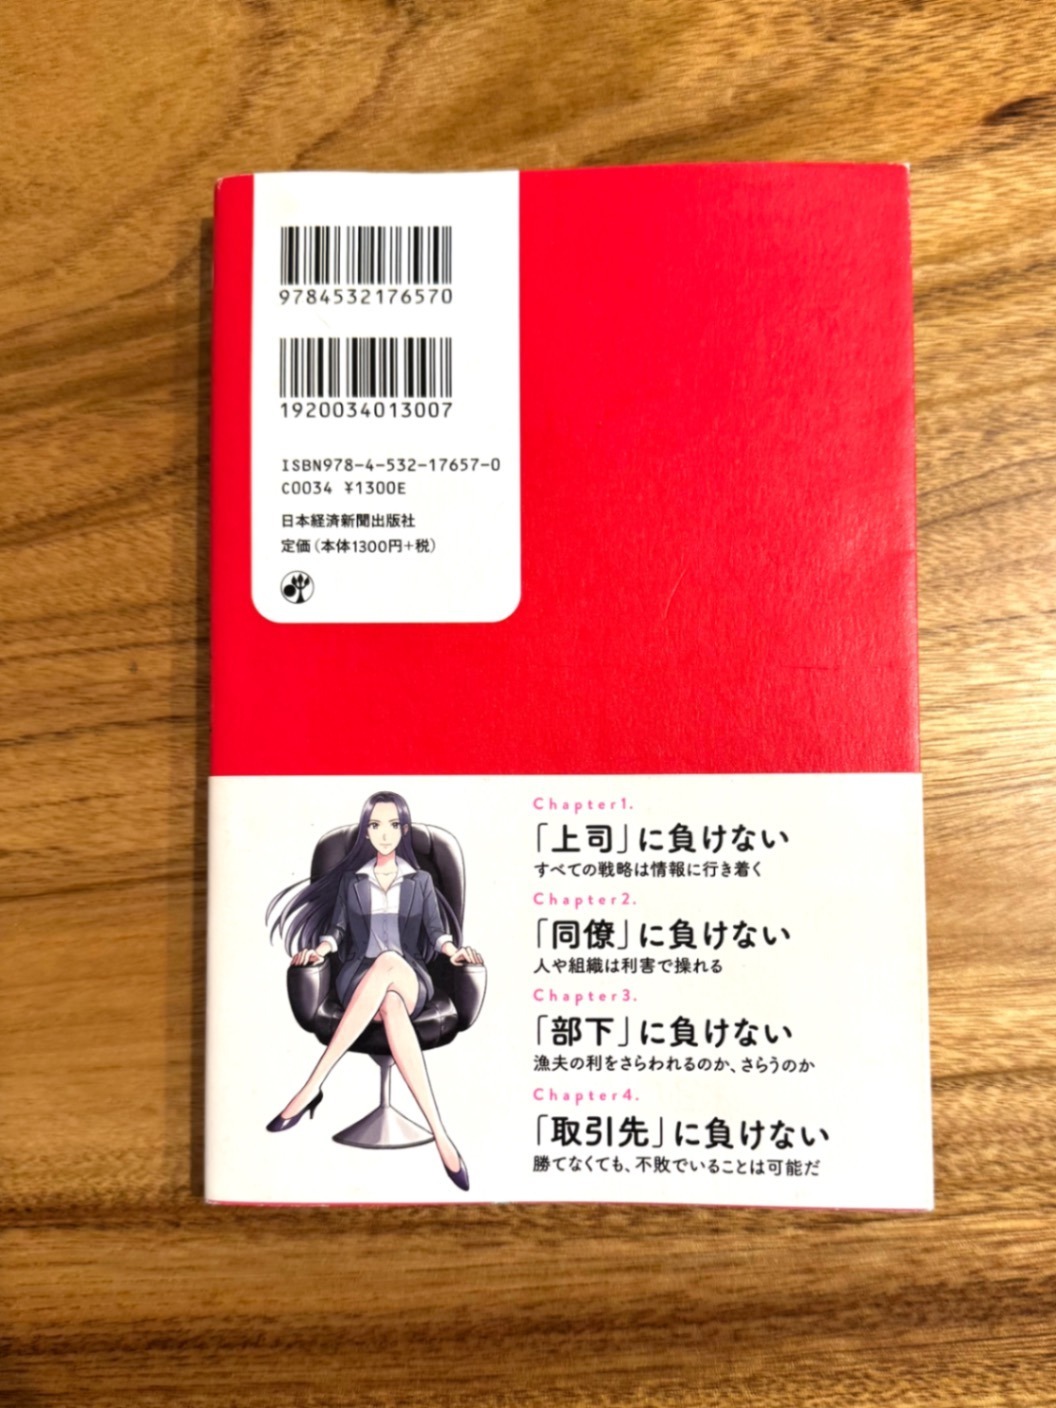 9784532176570
1920034013007
ISBN978-4-532-17657-0
C0034 ¥1300E
日本経済新聞出版社
定価(本体1300円+税)
Chapter1.
「上司」に負けない
すべての戦略は情報に行き着く
Chapter2.
「同僚」に負けない
人や組織は利害で操れる
Chapter3.
「部下」に負けない
漁夫の利をさらわれるのか、さらうのか
Chapter4.
「取引先」に負けない
勝てなくても、不敗でいることは可能だ